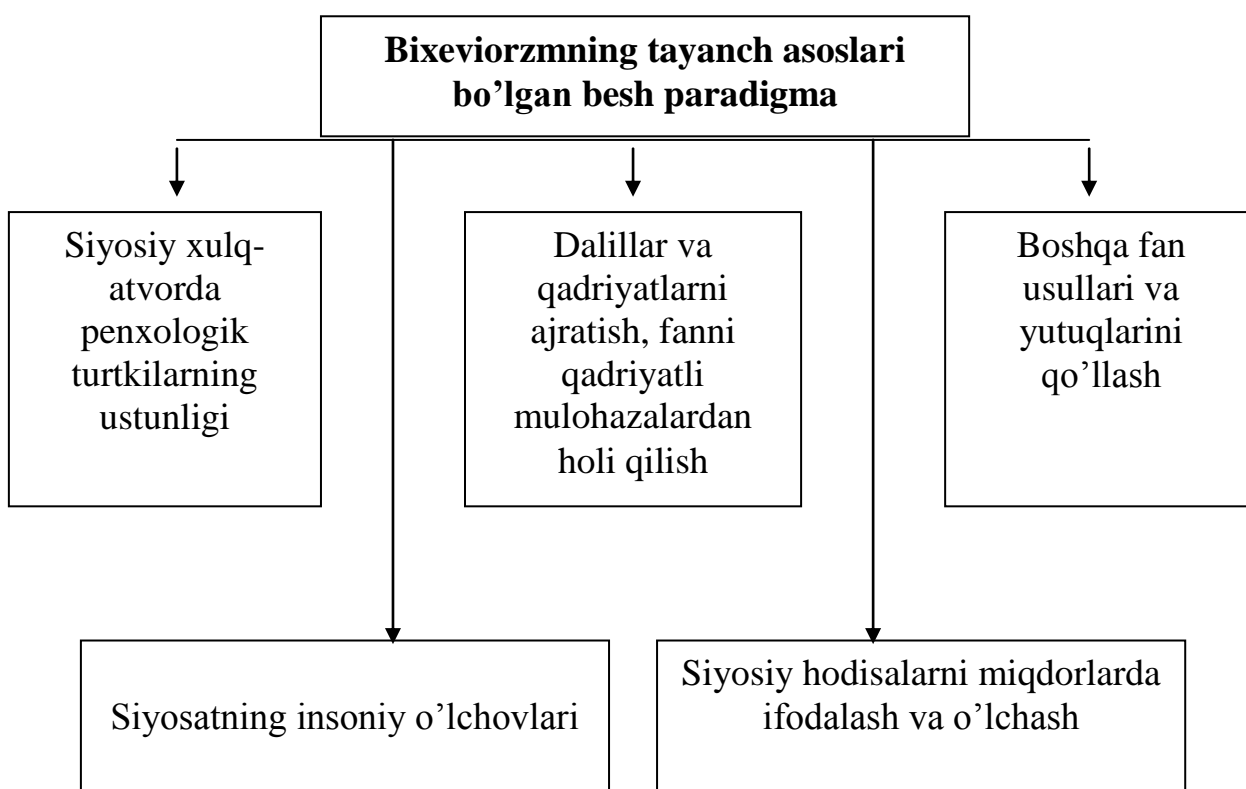 Bixeviorzmning tayanch asoslari
bo’lgan besh paradigma
Siyosiy xulq-
atvorda
penxologik
turtkilarning
ustunligi
Dalillar va
qadriyatlarni
ajratish, fanni
qadriyatli
mulohazalardan
holi qilish
Boshqa fan
usullari va
yutuqlarini
qo’llash
Siyosatning insoniy o’lchovlari
Siyosiy hodisalarni miqdorlarda
ifodalash va o’lchash